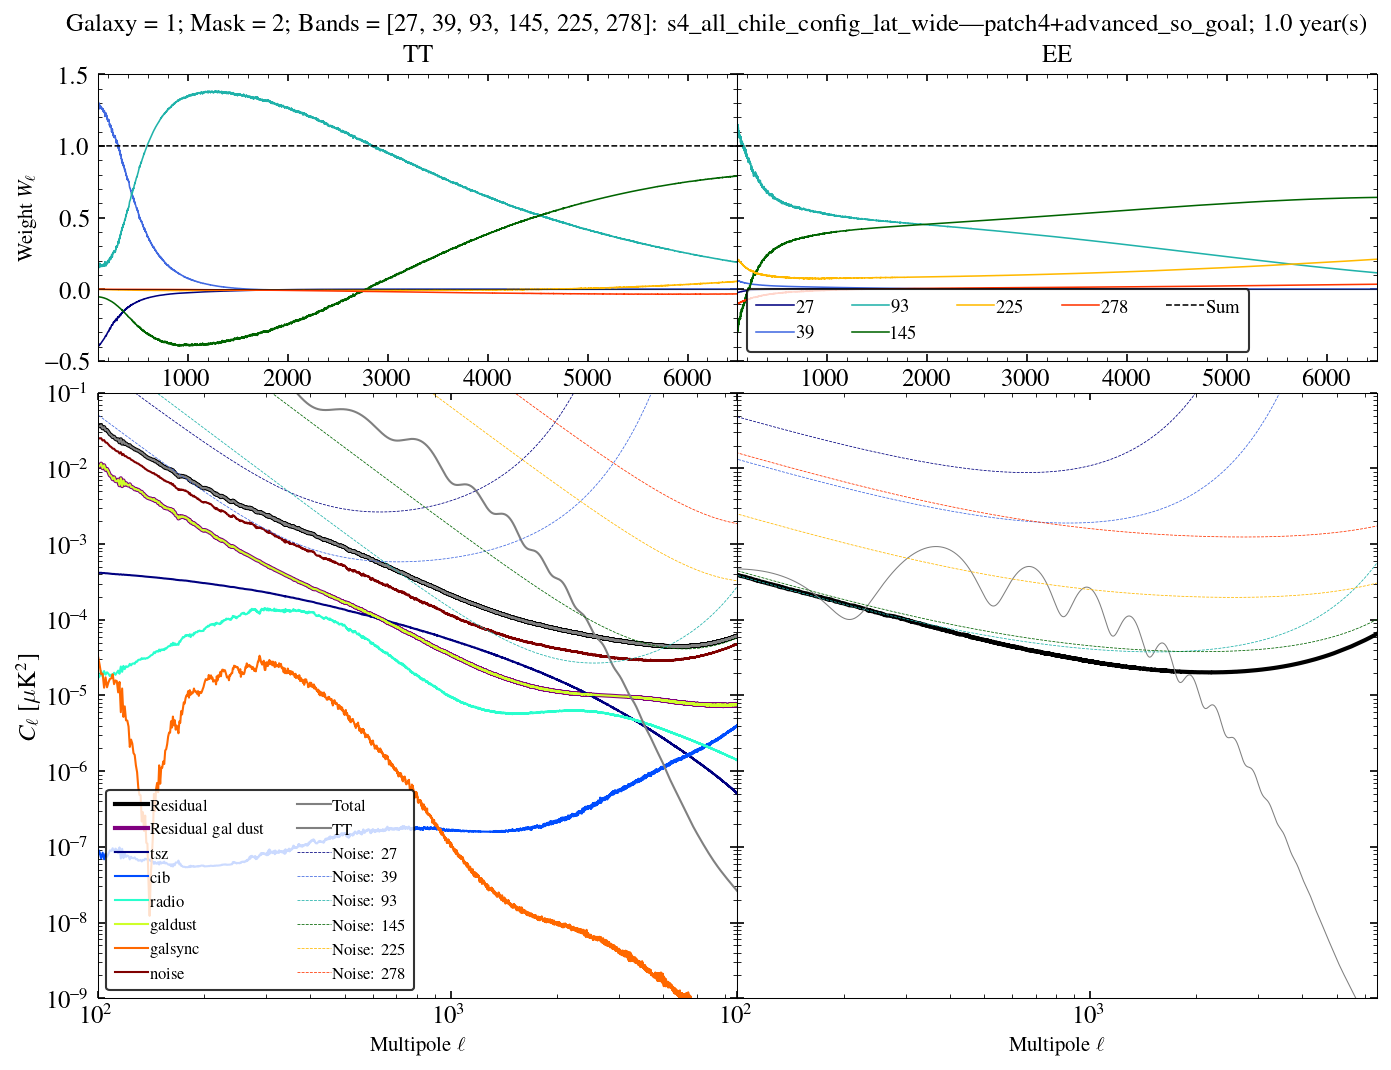 Galaxy = 1; Mask = 2; Bands = [27, 39, 93, 145, 225, 278]: s4_all_chile_config_lat_wide—patch4+advanced_so_goal; 1.0 year(s)
TT
EE
1.5
1.0
0.5
0.0
−0.5
Weight W_ℓ
27
93
225
278
Sum
39
145
1000
2000
3000
4000
5000
6000
1000
2000
3000
4000
5000
6000
10^{-1}
10^{-2}
10^{-3}
10^{-4}
10^{-5}
10^{-6}
10^{-7}
10^{-8}
10^{-9}
C_ℓ [μK^2]
Residual
Residual gal dust
tsz
cib
radio
galdust
galsync
noise
Total
TT
Noise: 27
Noise: 39
Noise: 93
Noise: 145
Noise: 225
Noise: 278
10^2
10^3
10^2
10^3
Multipole ℓ
Multipole ℓ